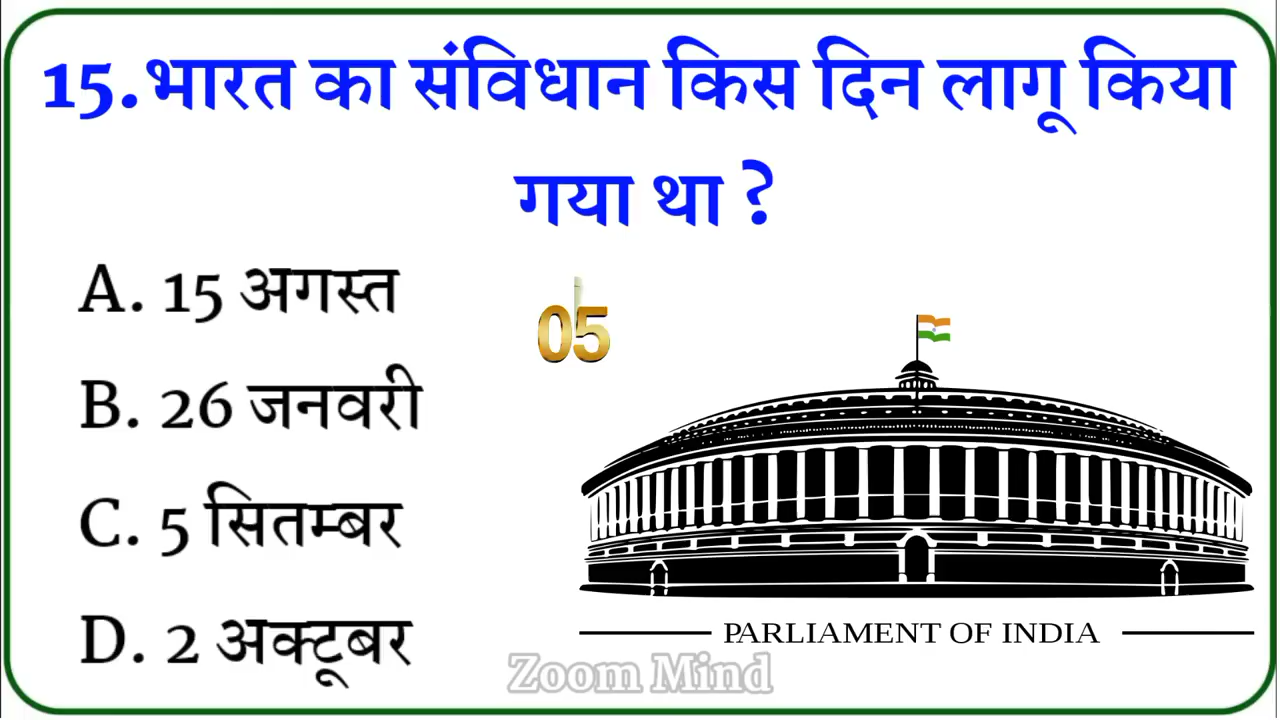 15.भारत का संविधान किस दिन लागू किया
गया था ?
A. 15 अगस्त
05
B. 26 जनवरी
C. 5 सितम्बर
D. 2 अक्टूबर
PARLIAMENT OF INDIA
Zoom Mind